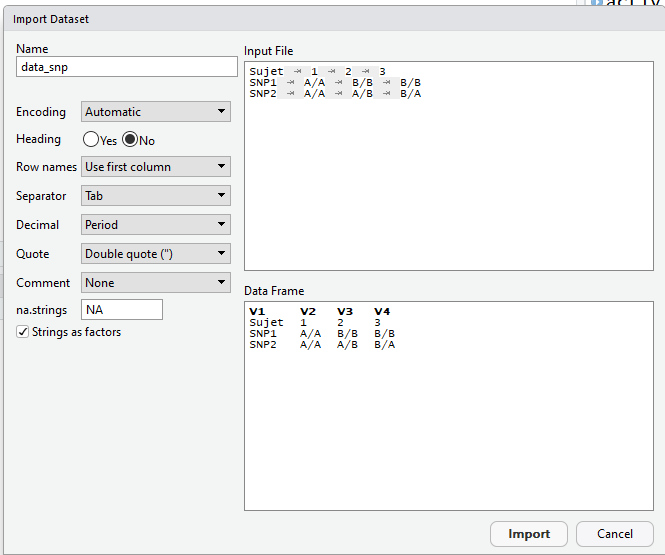 Import Dataset
Name
data_snp
Encoding Automatic
Heading Yes No
Row names Use first column
Separator Tab
Decimal Period
Quote Double quote (")
Comment None
na.strings NA
Strings as factors
Input File
Sujet → 1 → 2 → 3
SNP1 → A/A → B/B → B/B
SNP2 → A/A → A/B → B/A
Data Frame
V1 V2 V3 V4
Sujet 1 2 3
SNP1 A/A B/B B/B
SNP2 A/A A/B B/A
Import Cancel